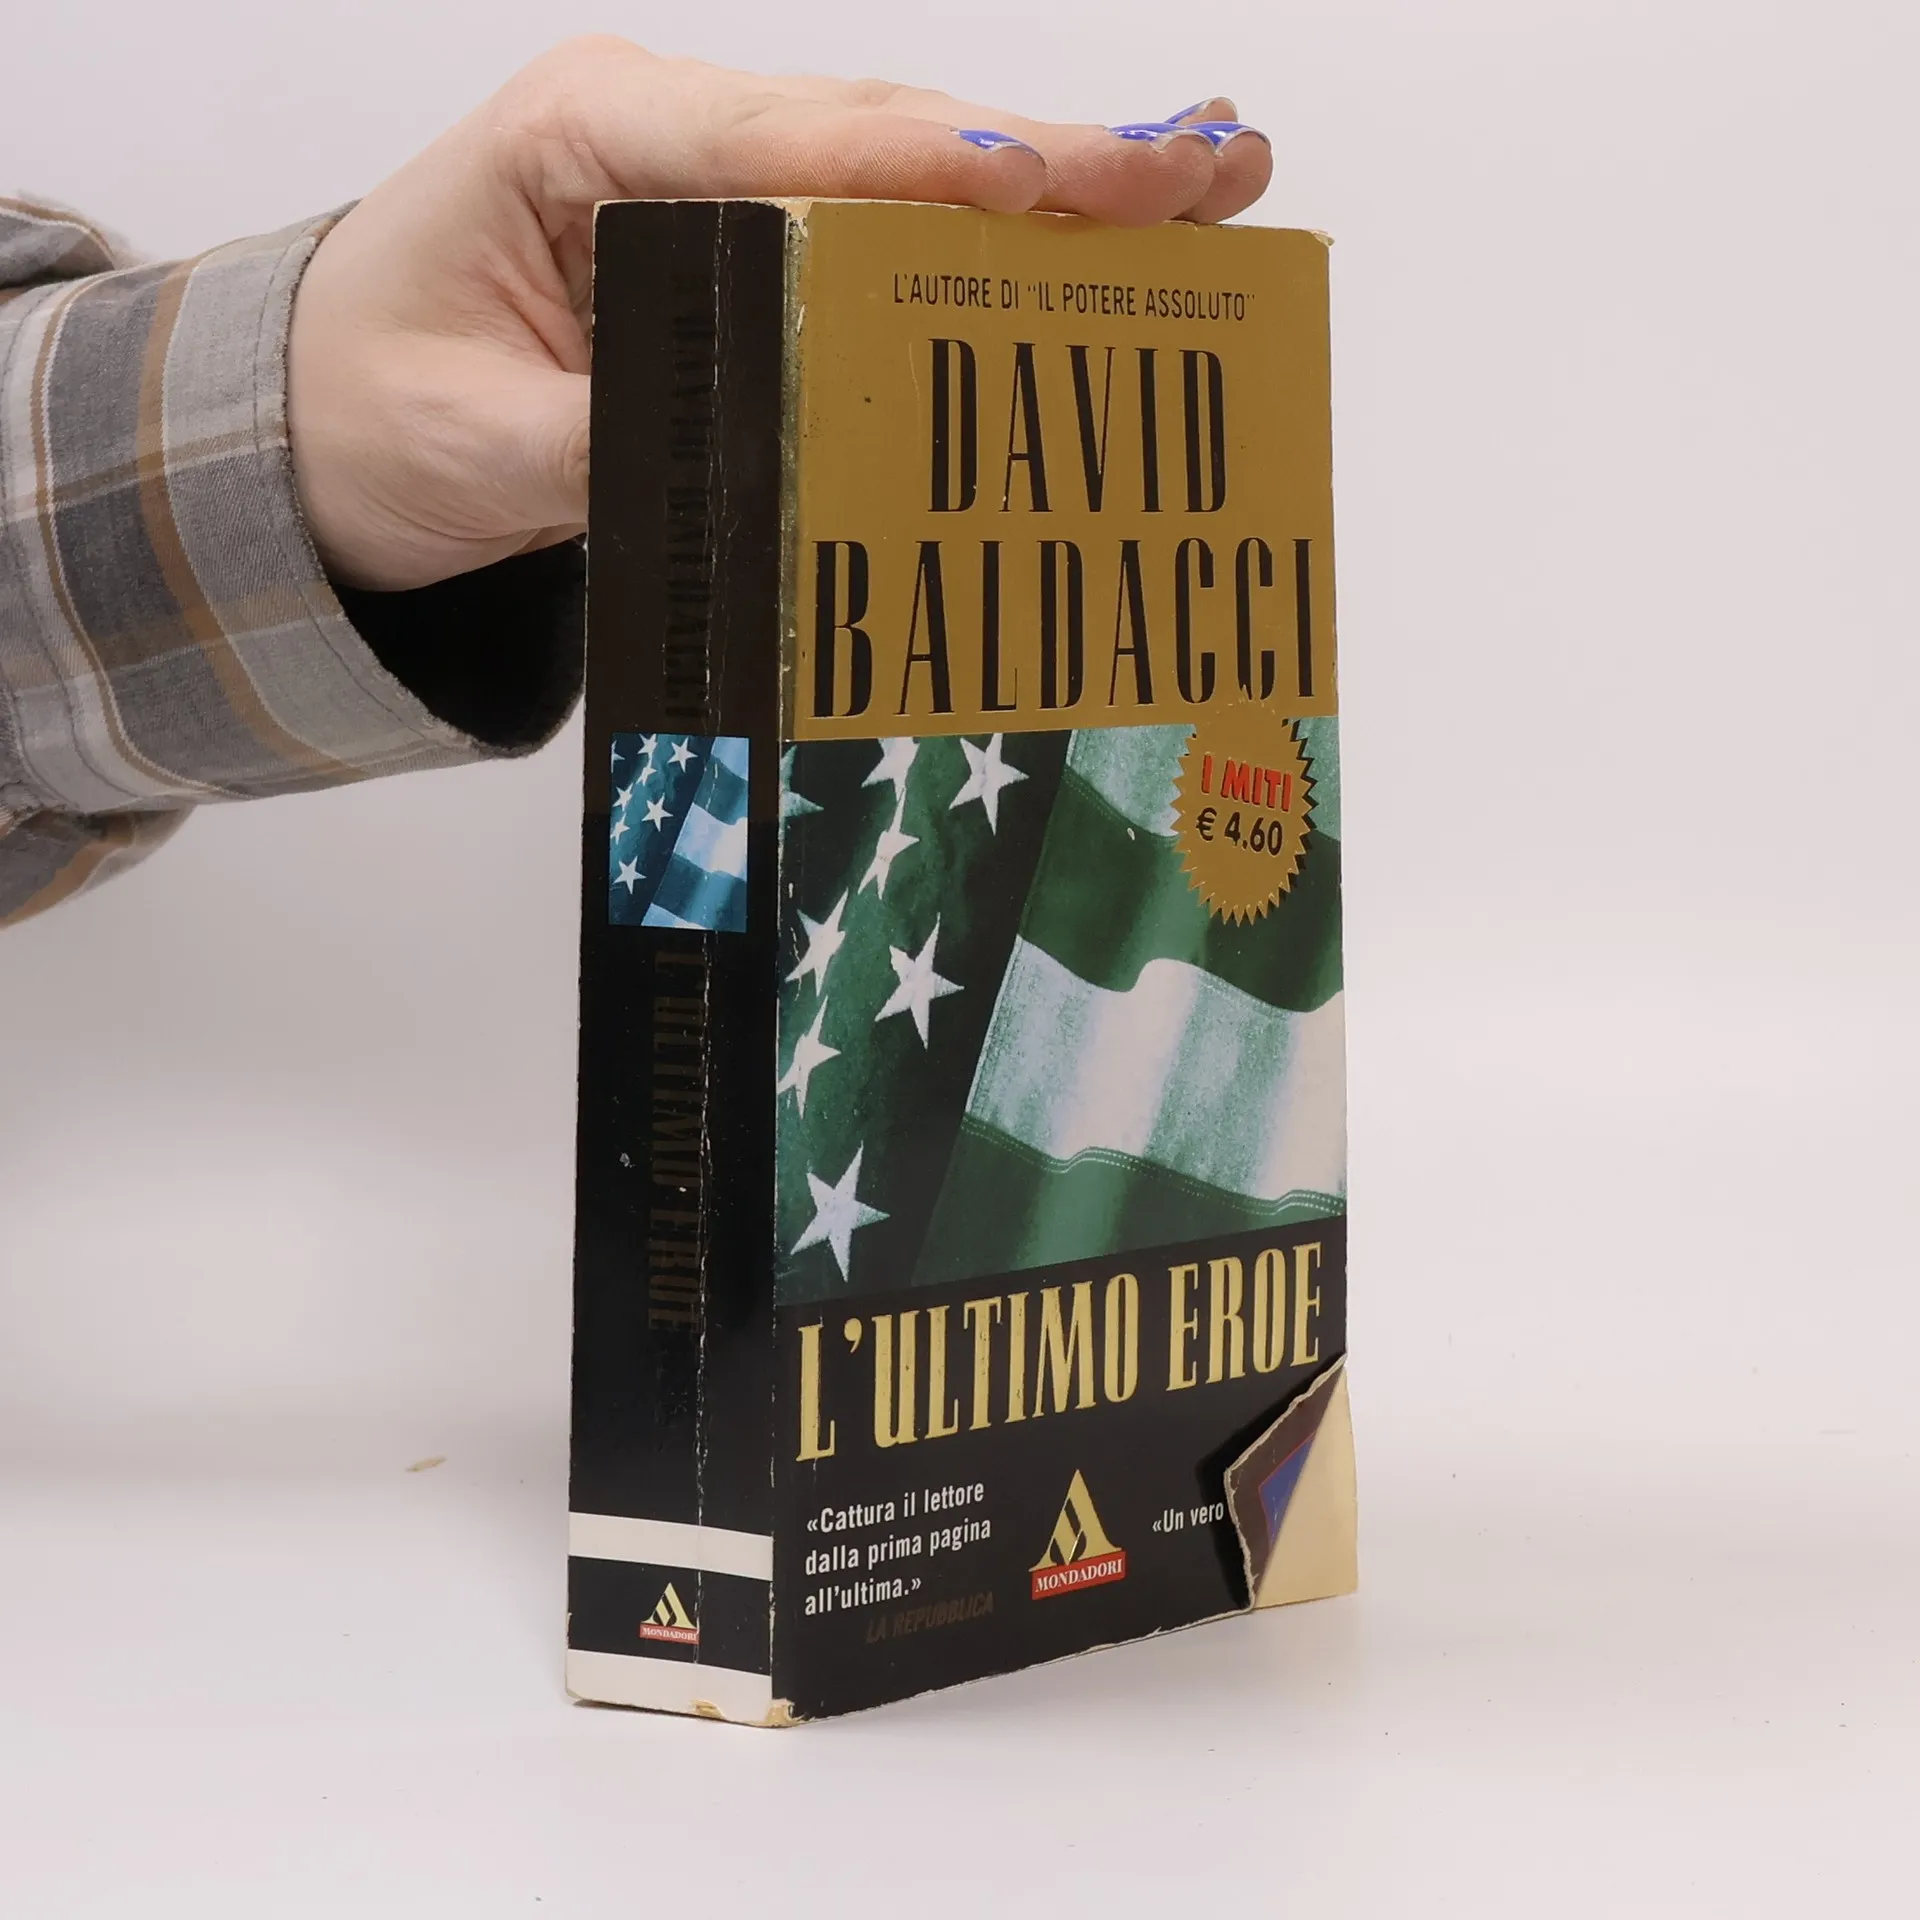 L'AUTORE DI "IL POTERE ASSOLUTO"
DAVID
BALDACCI
I MITI
€ 4.60
L'ULTIMO EROE
«Cattura il lettore
dalla prima pagina
all'ultima.»
LA REPUBBLICA
MONDADORI
«Un vero
DAVID BALDACCI
L'ULTIMO EROE
MONDADORI